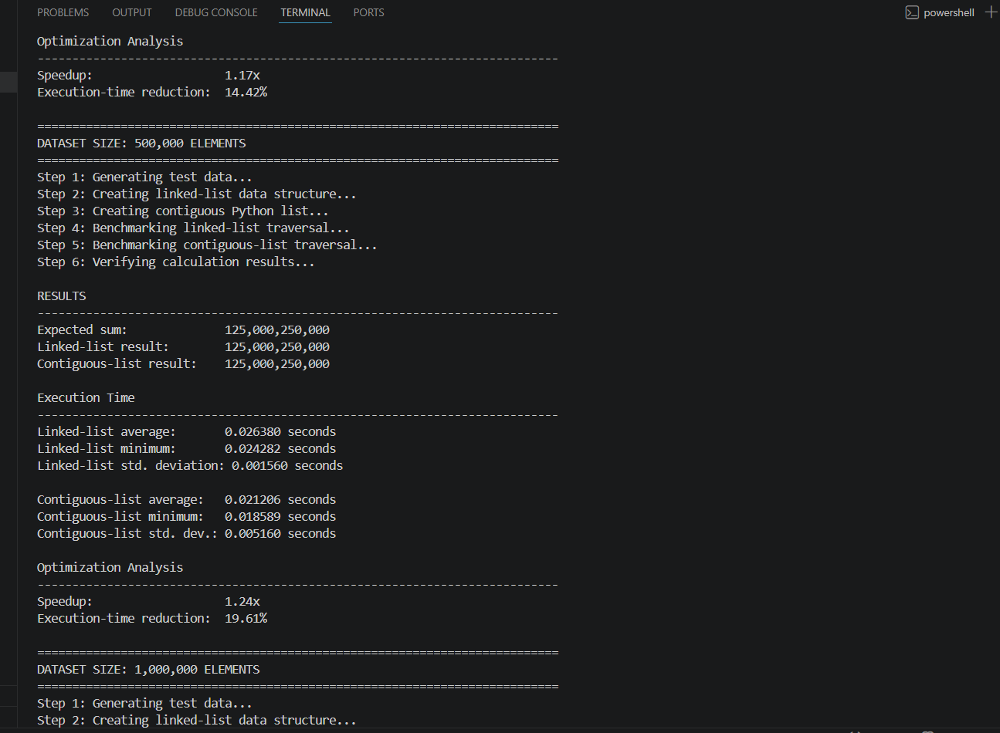 PROBLEMS OUTPUT DEBUG CONSOLE TERMINAL PORTS powershell
Optimization Analysis
---------------------------------------------------------------------------
Speedup: 1.17x
Execution-time reduction: 14.42%
===========================================================================
DATASET SIZE: 500,000 ELEMENTS
===========================================================================
Step 1: Generating test data...
Step 2: Creating linked-list data structure...
Step 3: Creating contiguous Python list...
Step 4: Benchmarking linked-list traversal...
Step 5: Benchmarking contiguous-list traversal...
Step 6: Verifying calculation results...
RESULTS
---------------------------------------------------------------------------
Expected sum: 125,000,250,000
Linked-list result: 125,000,250,000
Contiguous-list result: 125,000,250,000
Execution Time
---------------------------------------------------------------------------
Linked-list average: 0.026380 seconds
Linked-list minimum: 0.024282 seconds
Linked-list std. deviation: 0.001560 seconds
Contiguous-list average: 0.021206 seconds
Contiguous-list minimum: 0.018589 seconds
Contiguous-list std. dev.: 0.005160 seconds
Optimization Analysis
---------------------------------------------------------------------------
Speedup: 1.24x
Execution-time reduction: 19.61%
===========================================================================
DATASET SIZE: 1,000,000 ELEMENTS
===========================================================================
Step 1: Generating test data...
Step 2: Creating linked-list data structure...